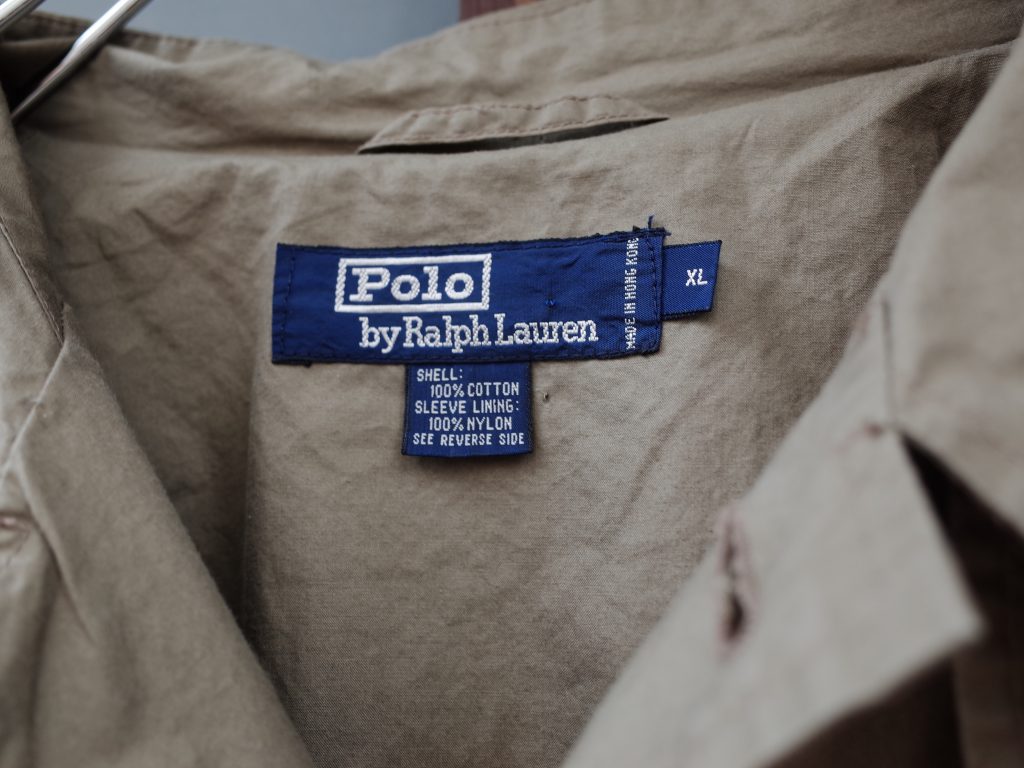 Polo
by Ralph Lauren
MADE IN HONG KONG
XL
SHELL:
100% COTTON
SLEEVE LINING:
100% NYLON
SEE REVERSE SIDE